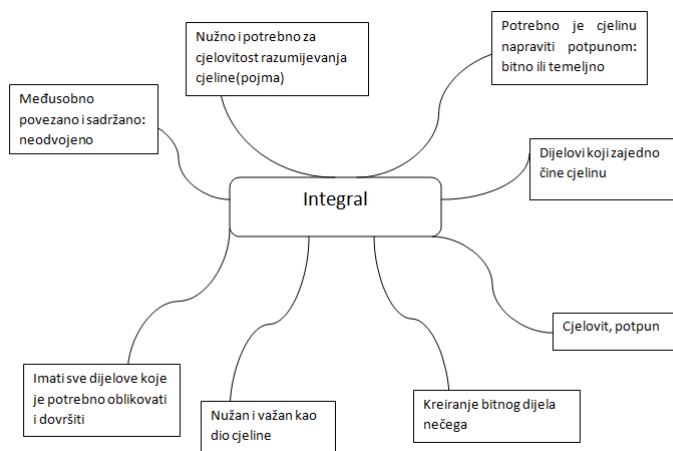 Nužno i potrebno za
cjelovitost razumijevanja
cjeline(pojma)
Potrebno je cjelinu
napraviti potpunom:
bitno ili temeljno
Međusobno
povezano i sadržano:
neodvojeno
Dijelovi koji zajedno
čine cjelinu
Integral
Cjelovit, potpun
Imati sve dijelove koje
je potrebno oblikovati
i dovršiti
Nužan i važan kao
dio cjeline
Kreiranje bitnog dijela
nečega